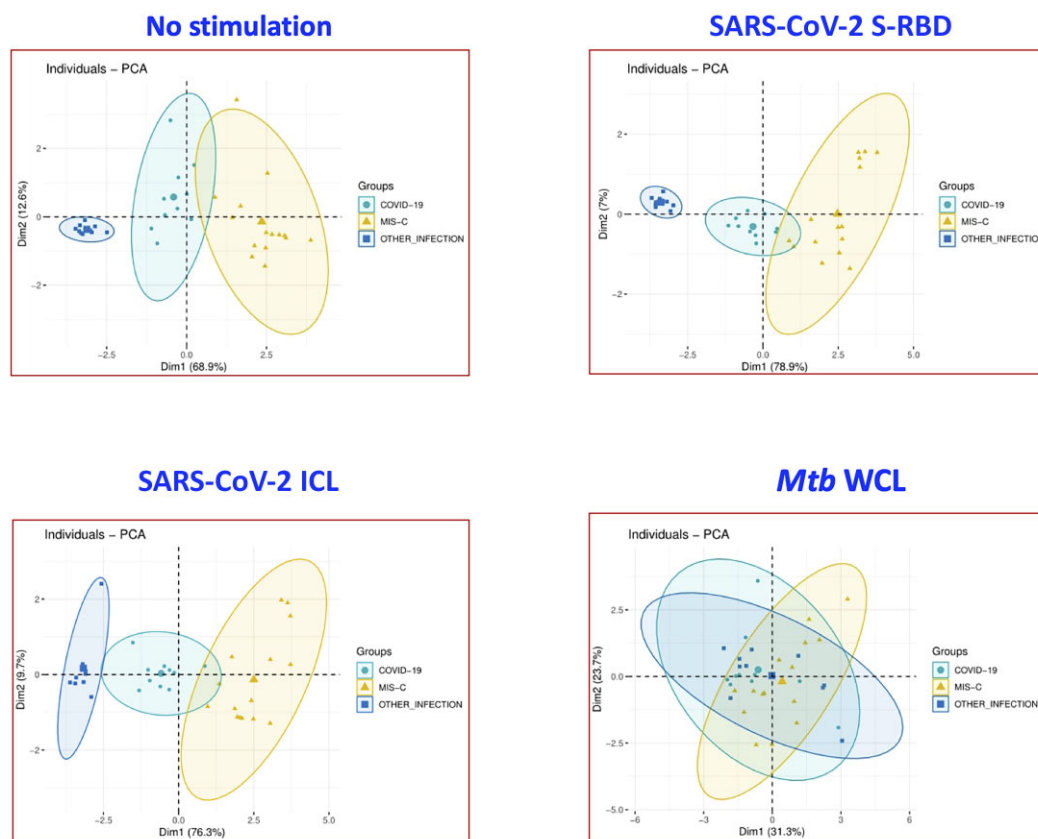 No stimulation
Individuals – PCA
Dim2 (12.6%)
2
0
−2
−2.5
0.0
2.5
Dim1 (68.9%)
Groups
COVID−19
MIS−C
OTHER_INFECTION
SARS-CoV-2 S-RBD
Individuals – PCA
Dim2 (7%)
2
0
−2
−2.5
0.0
2.5
5.0
Dim1 (78.9%)
Groups
COVID−19
MIS−C
OTHER_INFECTION
SARS-CoV-2 ICL
Individuals – PCA
Dim2 (9.7%)
2
0
−2
−2.5
0.0
2.5
5.0
Dim1 (76.3%)
Groups
COVID−19
MIS−C
OTHER_INFECTION
Mtb WCL
Individuals – PCA
Dim2 (23.7%)
2.5
0.0
−2.5
−5.0
−6
−3
0
3
6
Dim1 (31.3%)
Groups
COVID−19
MIS−C
OTHER_INFECTION